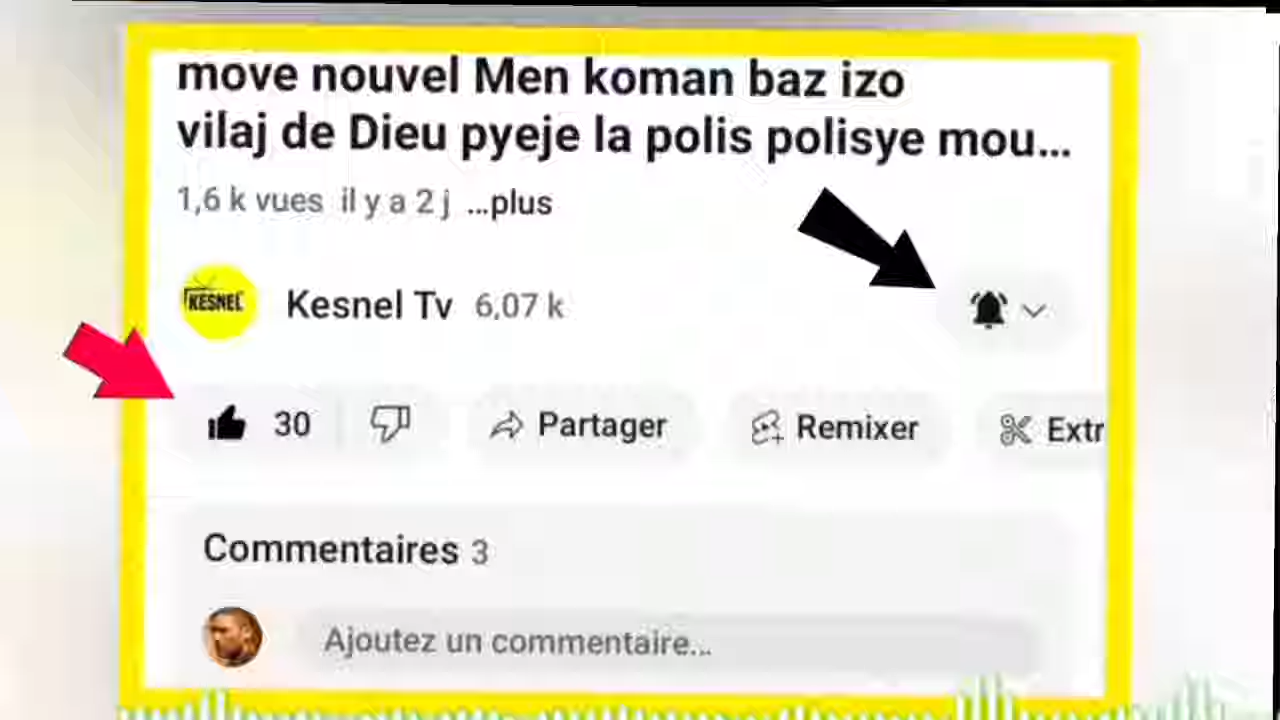 move nouvel Men koman baz izo
vilaj de Dieu pyeje la polis polisye mou...
1,6 k vues il y a 2 j ...plus
KESNEL
Kesnel Tv 6,07 k
30 Partager Remixer Extr
Commentaires 3
Ajoutez un commentaire...